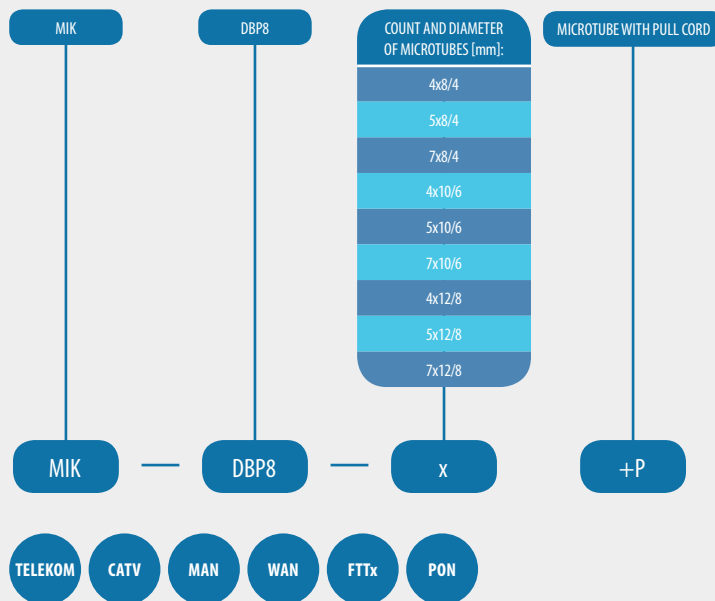 MIK
DBP8
COUNT AND DIAMETER
OF MICROTUBES [mm]:
MICROTUBE WITH PULL CORD
4x8/4
5x8/4
7x8/4
4x10/6
5x10/6
7x10/6
4x12/8
5x12/8
7x12/8
MIK — DBP8 — x +P
TELEKOM CATV MAN WAN FTTx PON